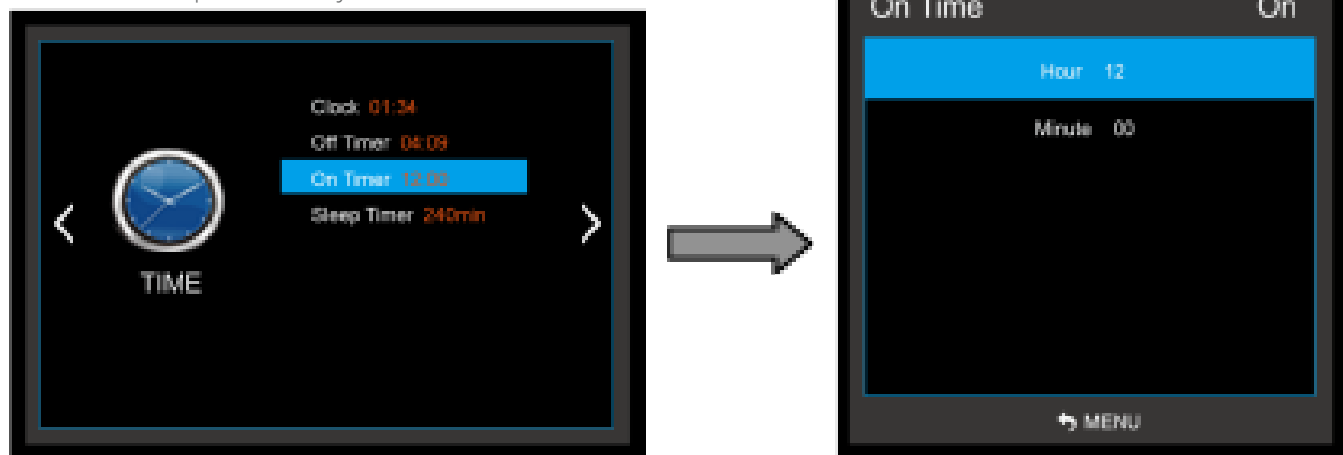 Clock 01:34
Off Timer 04:09
On Timer 12:00
Sleep Timer 240min
TIME
On Time On
Hour 12
Minute 00
MENU